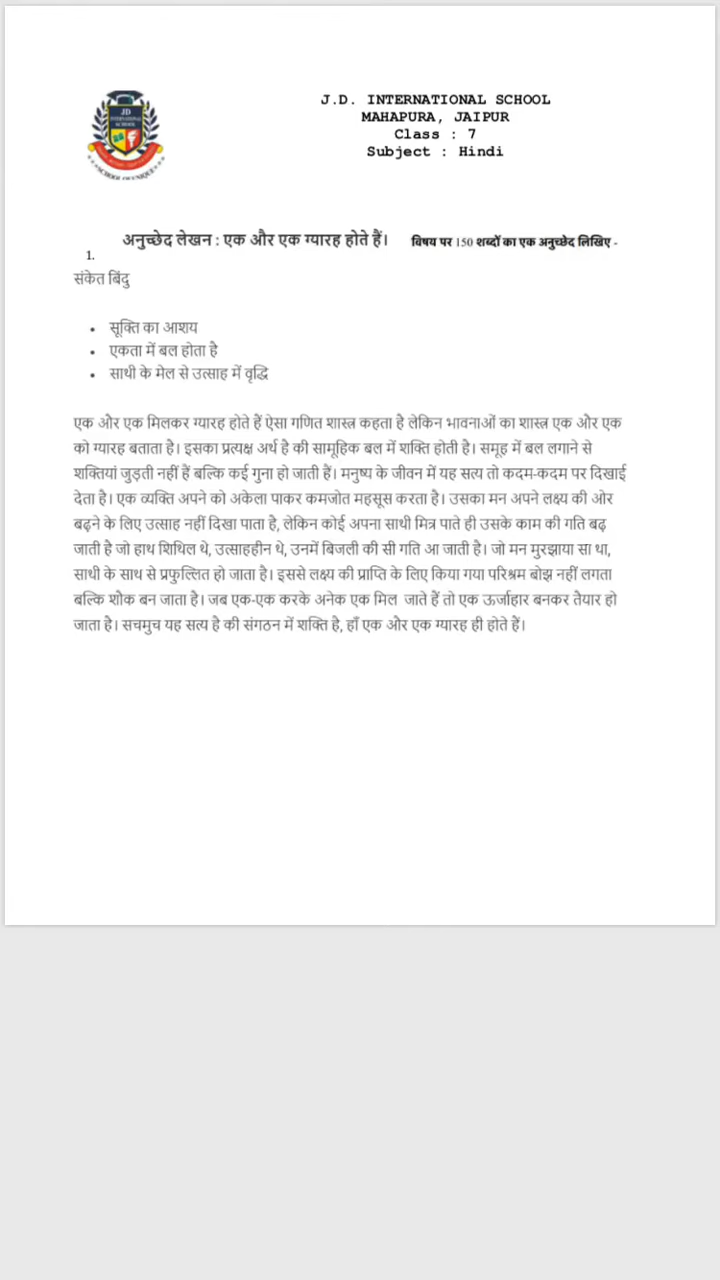 JD
INTERNATIONAL
SCHOOL
J.D. INTERNATIONAL SCHOOL
MAHAPURA, JAIPUR
Class : 7
Subject : Hindi
अनुच्छेद लेखन : एक और एक ग्यारह होते हैं। विषय पर 150 शब्दों का एक अनुच्छेद लिखिए -
1.
संकेत बिंदु
• सूक्ति का आशय
• एकता में बल होता है
• साथी के मेल से उत्साह में वृद्धि
एक और एक मिलकर ग्यारह होते हैं ऐसा गणित शास्त्र कहता है लेकिन भावनाओं का शास्त्र एक और एक
को ग्यारह बताता है। इसका प्रत्यक्ष अर्थ है की सामूहिक बल में शक्ति होती है। समूह में बल लगाने से
शक्तियां जुड़ती नहीं हैं बल्कि कई गुना हो जाती हैं। मनुष्य के जीवन में यह सत्य तो कदम-कदम पर दिखाई
देता है। एक व्यक्ति अपने को अकेला पाकर कमजोत महसूस करता है। उसका मन अपने लक्ष्य की ओर
बढ़ने के लिए उत्साह नहीं दिखा पाता है, लेकिन कोई अपना साथी मित्र पाते ही उसके काम की गति बढ़
जाती है जो हाथ शिथिल थे, उत्साहहीन थे, उनमें बिजली की सी गति आ जाती है। जो मन मुरझाया सा था,
साथी के साथ से प्रफुल्लित हो जाता है। इससे लक्ष्य की प्राप्ति के लिए किया गया परिश्रम बोझ नहीं लगता
बल्कि शौक बन जाता है। जब एक-एक करके अनेक एक मिल जाते हैं तो एक ऊर्जाहार बनकर तैयार हो
जाता है। सचमुच यह सत्य है की संगठन में शक्ति है, हाँ एक और एक ग्यारह ही होते हैं।